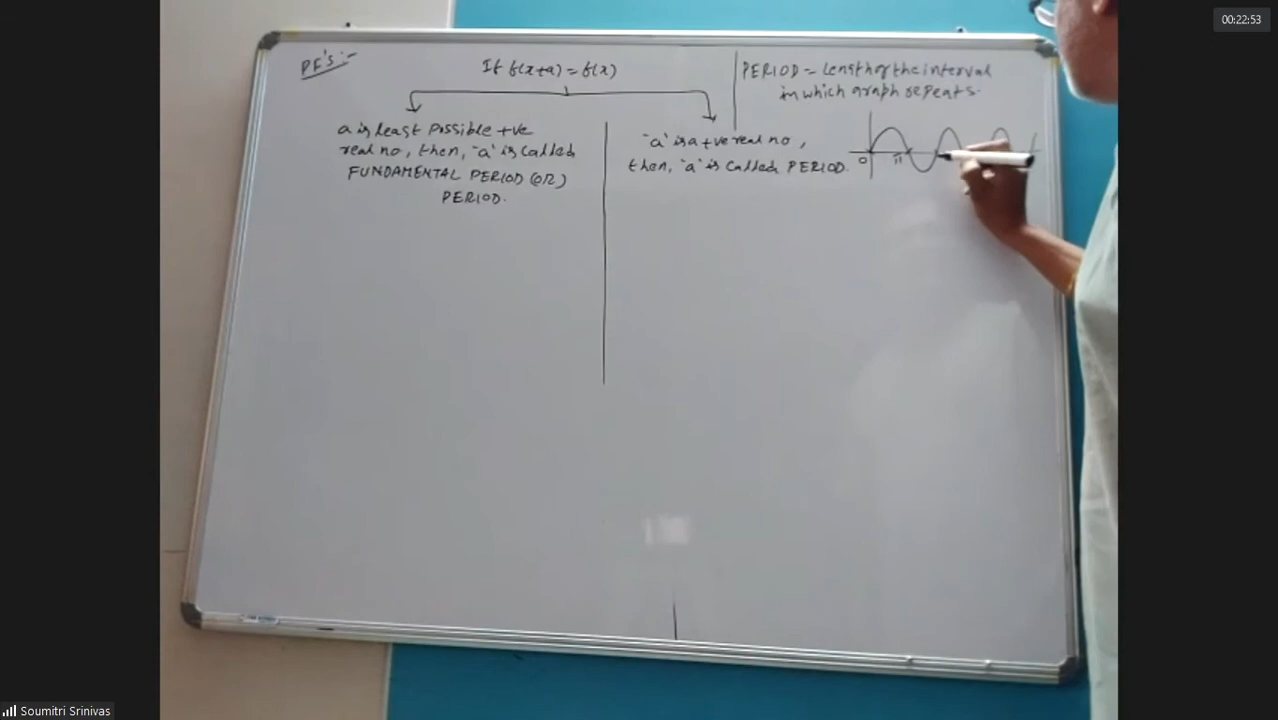 00:22:53
PF's :-
If f(x+a) = f(x)
PERIOD = Length of the interval
in which graph repeats.
a is least possible +ve
real no, then, 'a' is called
FUNDAMENTAL PERIOD (OR)
PERIOD.
'a' is a +ve real no,
then, 'a' is called PERIOD.
0 π
Soumitri Srinivas